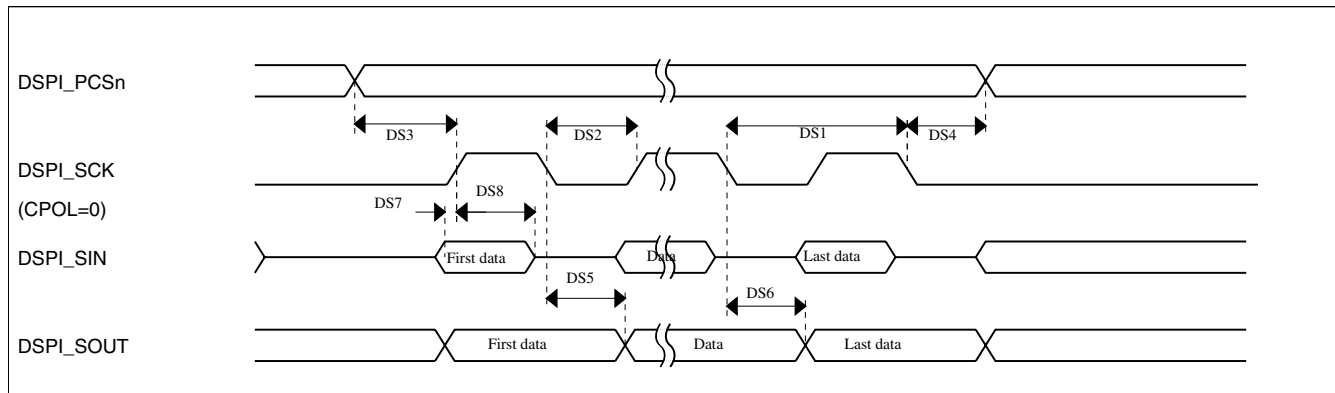 DSPI_PCSn
DS3
DS2
DS1
DS4
DSPI_SCK
(CPOL=0)
DS7
DS8
DSPI_SIN
First data
Data
Last data
DS5
DS6
DSPI_SOUT
First data
Data
Last data